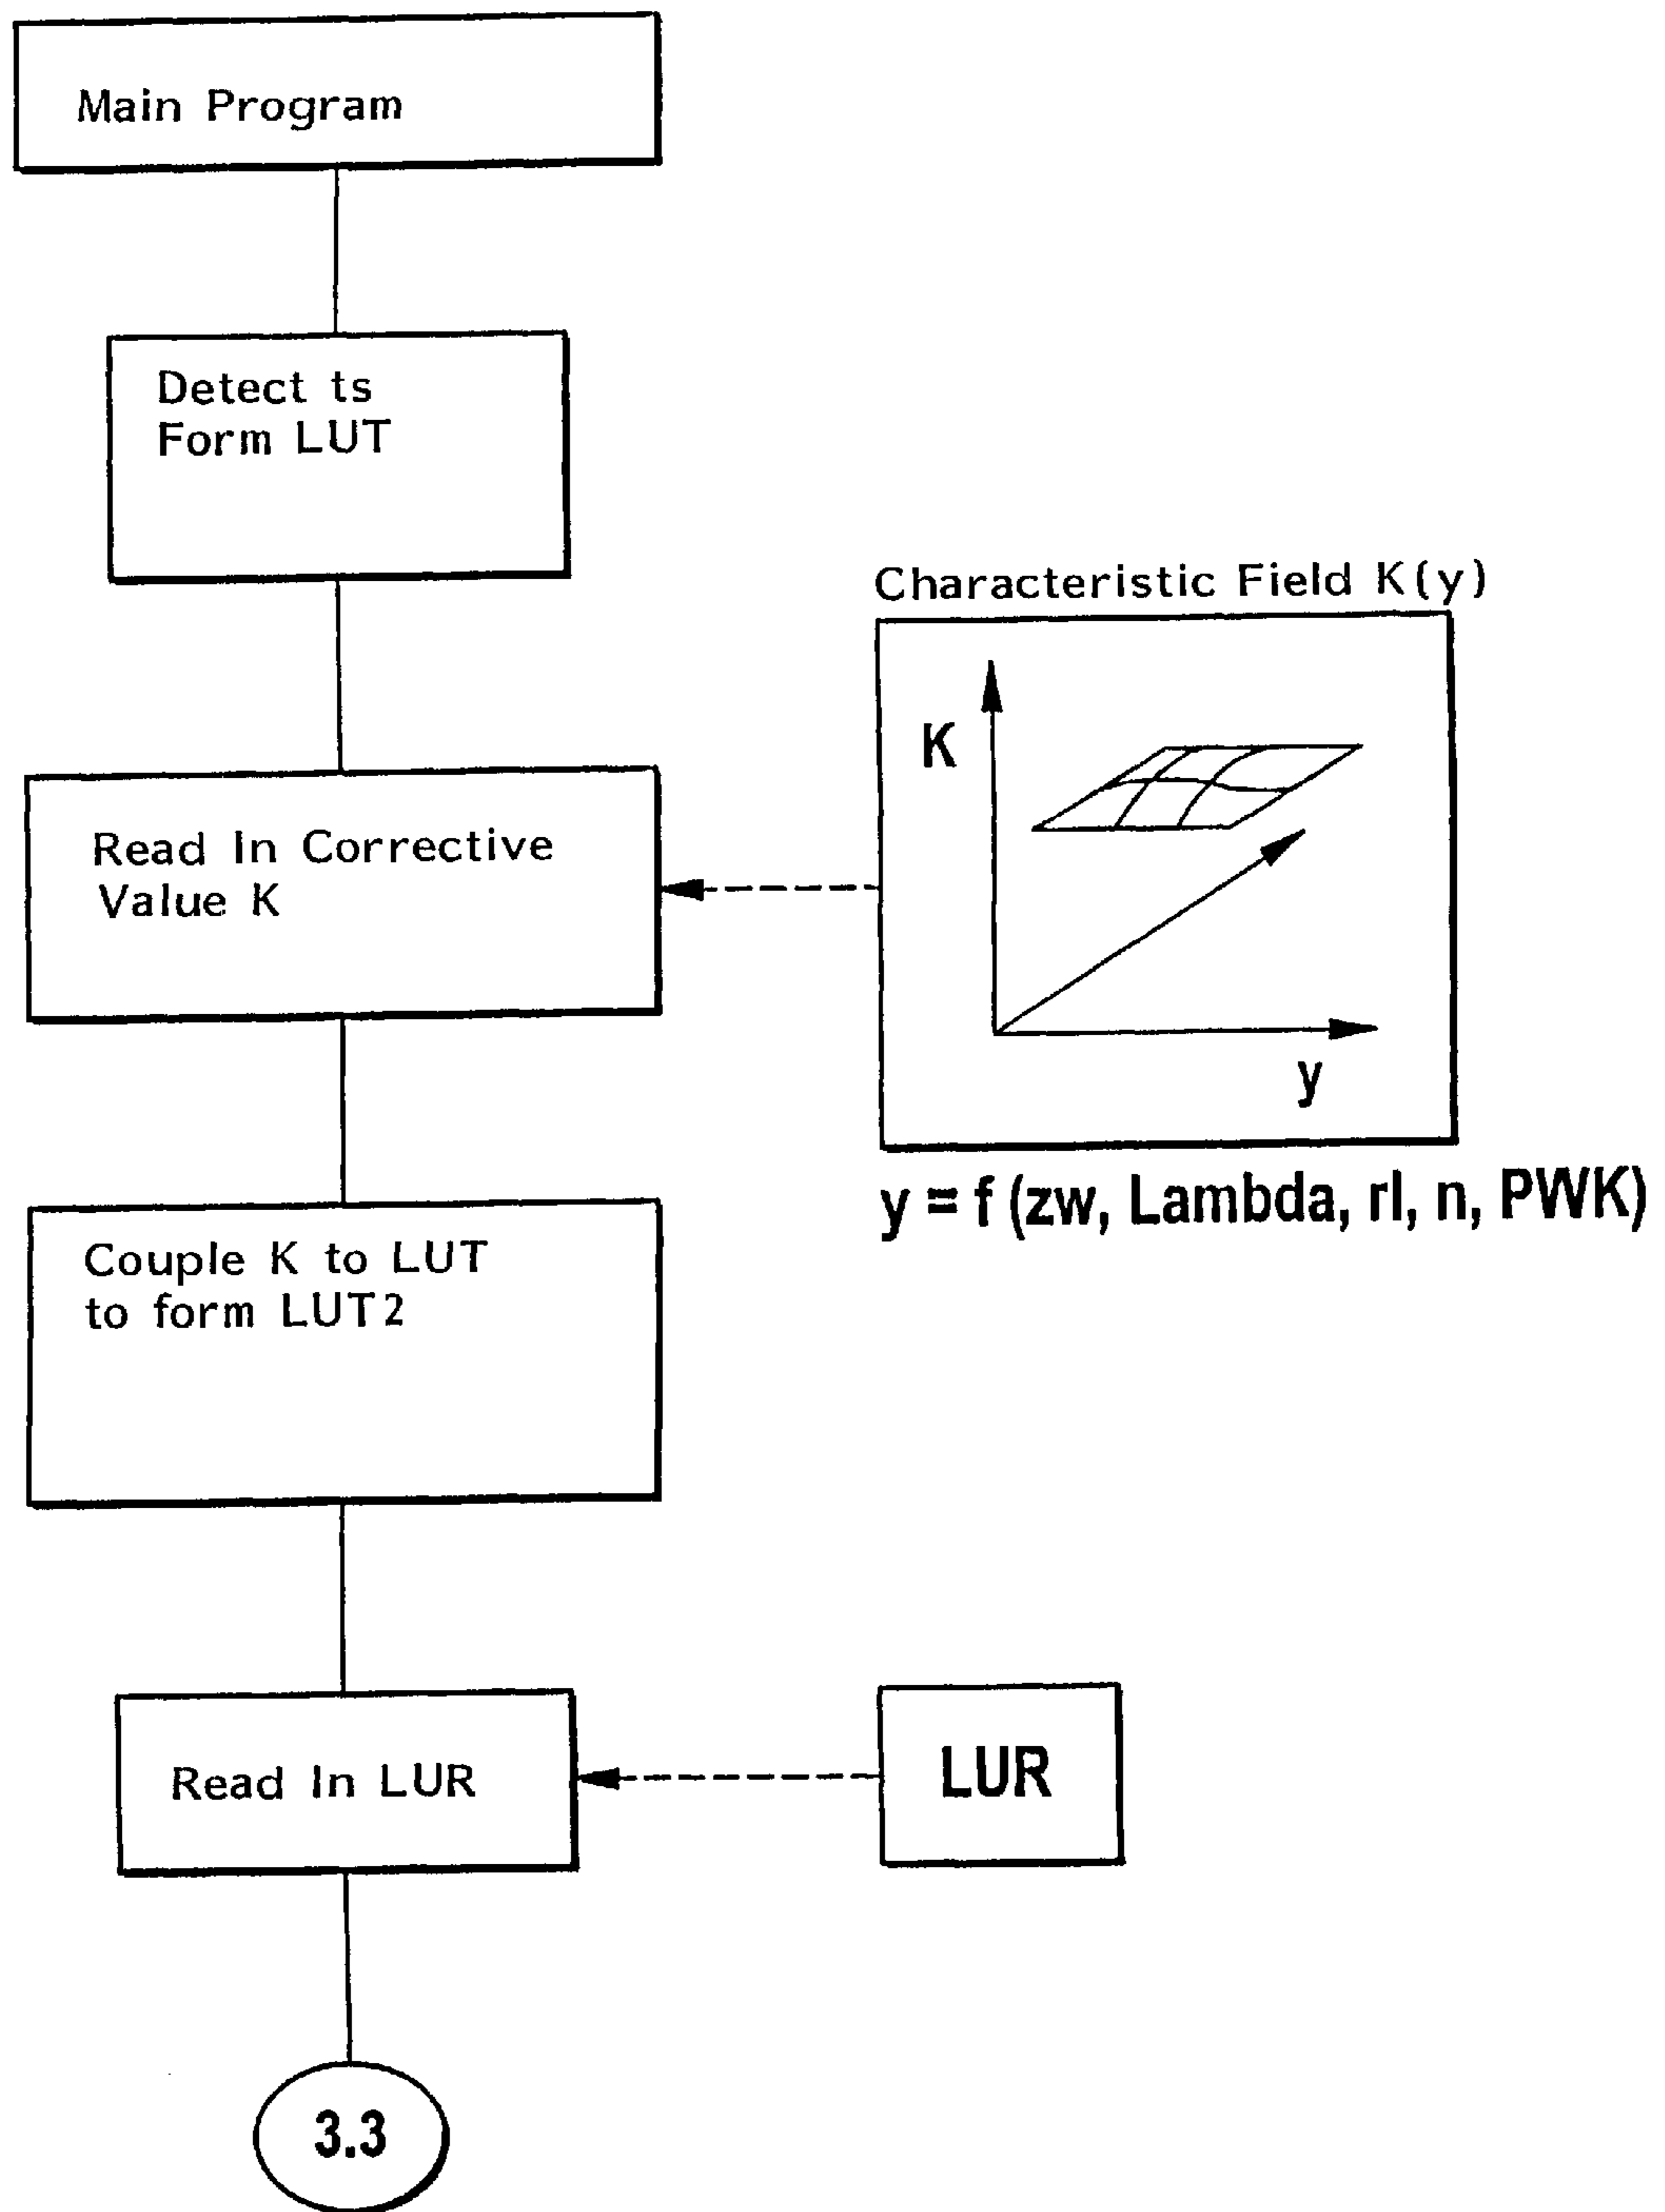 Main Program
Detect ts
Form LUT
Characteristic Field K(y)
K
y
Read In Corrective
Value K
y = f (zw, Lambda, rl, n, PWK)
Couple K to LUT
to form LUT2
Read In LUR
LUR
3.3